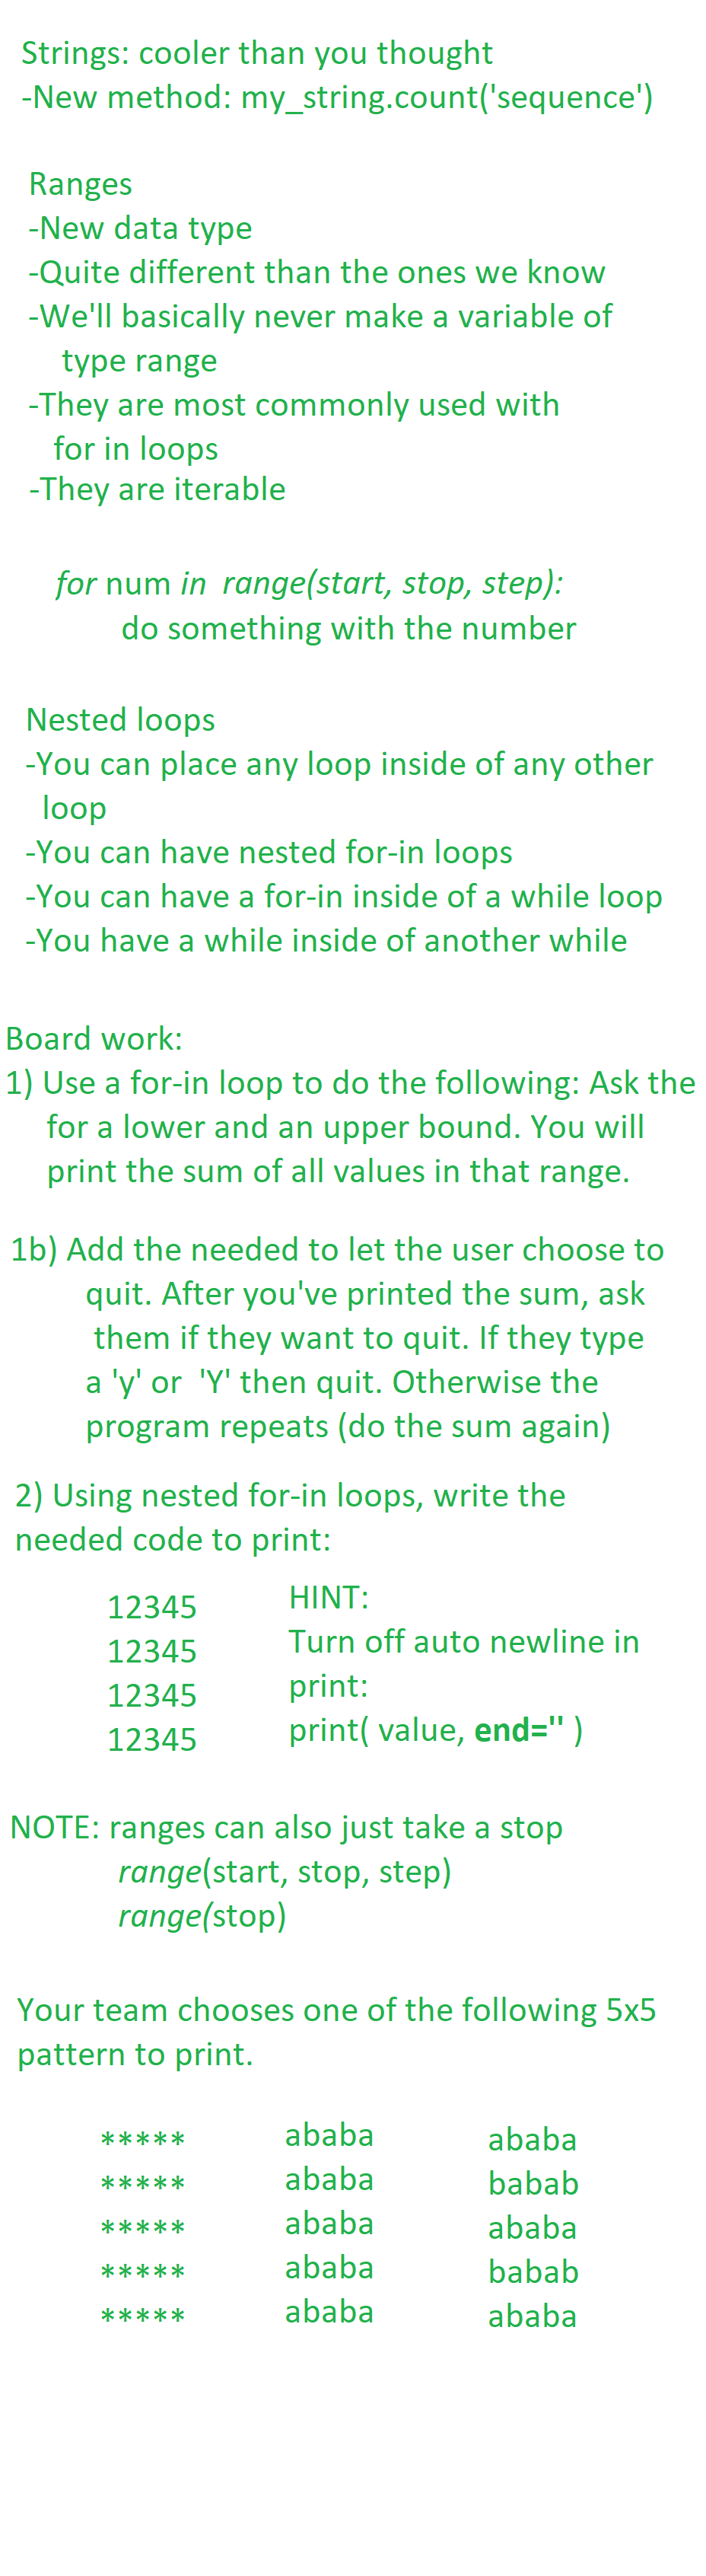 Strings: cooler than you thought
-New method: my_string.count('sequence')
Ranges
-New data type
-Quite different than the ones we know
-We'll basically never make a variable of
type range
-They are most commonly used with
for in loops
-They are iterable
for num in range(start, stop, step):
do something with the number
Nested loops
-You can place any loop inside of any other
loop
-You can have nested for-in loops
-You can have a for-in inside of a while loop
-You have a while inside of another while
Board work:
1) Use a for-in loop to do the following: Ask the
for a lower and an upper bound. You will
print the sum of all values in that range.
1b) Add the needed to let the user choose to
quit. After you've printed the sum, ask
them if they want to quit. If they type
a 'y' or 'Y' then quit. Otherwise the
program repeats (do the sum again)
2) Using nested for-in loops, write the
needed code to print:
12345
12345
12345
12345
HINT:
Turn off auto newline in
print:
print( value, end='' )
NOTE: ranges can also just take a stop
range(start, stop, step)
range(stop)
Your team chooses one of the following 5x5
pattern to print.
*****
*****
*****
*****
*****
ababa
ababa
ababa
ababa
ababa
ababa
babab
ababa
babab
ababa